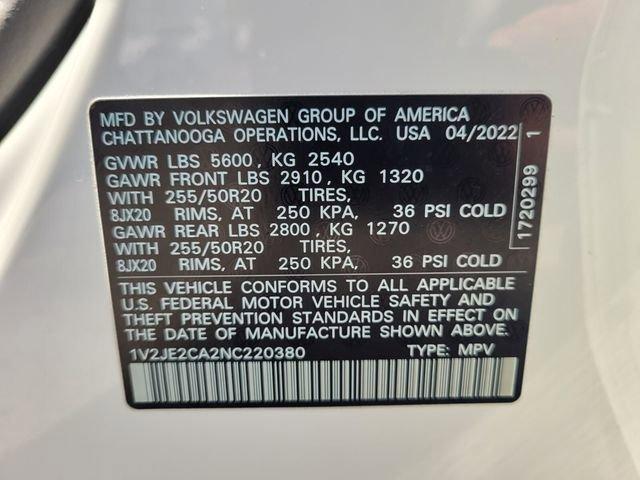 MFD BY VOLKSWAGEN GROUP OF AMERICA
CHATTANOOGA OPERATIONS, LLC. USA 04/2022
GVWR LBS 5600, KG 2540
GAWR FRONT LBS 2910, KG 1320
WITH 255/50R20 TIRES,
8JX20 RIMS, AT 250 KPA, 36 PSI COLD
GAWR REAR LBS 2800, KG 1270
WITH 255/50R20 TIRES,
8JX20 RIMS, AT 250 KPA, 36 PSI COLD
THIS VEHICLE CONFORMS TO ALL APPLICABLE
U.S. FEDERAL MOTOR VEHICLE SAFETY AND
THEFT PREVENTION STANDARDS IN EFFECT ON
THE DATE OF MANUFACTURE SHOWN ABOVE.
1V2JE2CA2NC220380 TYPE: MPV
1720299 1